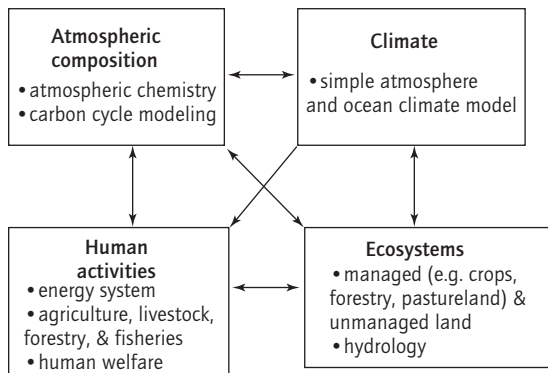 Atmospheric
composition
• atmospheric chemistry
• carbon cycle modeling
Climate
• simple atmosphere
and ocean climate model
Human
activities
• energy system
• agriculture, livestock,
forestry, & fisheries
• human welfare
Ecosystems
• managed (e.g. crops,
forestry, pastureland) &
unmanaged land
• hydrology